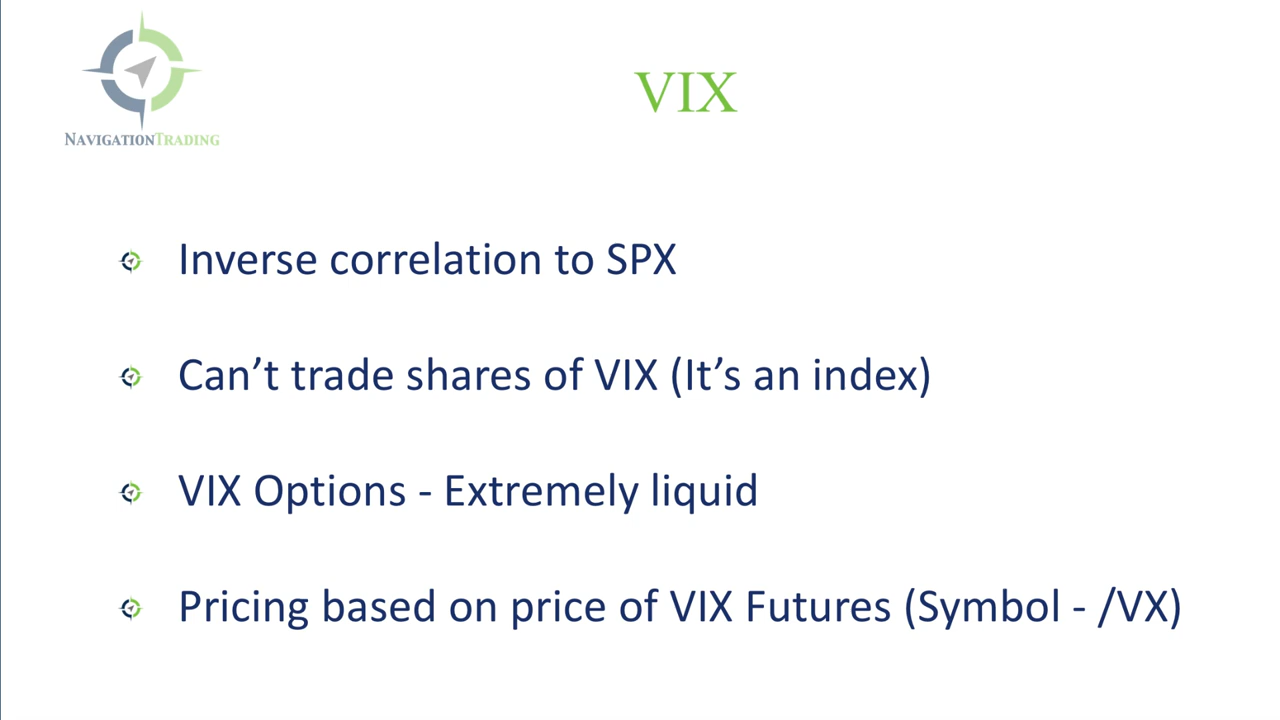 NAVIGATIONTRADING
VIX
Inverse correlation to SPX
Can’t trade shares of VIX (It’s an index)
VIX Options - Extremely liquid
Pricing based on price of VIX Futures (Symbol - /VX)